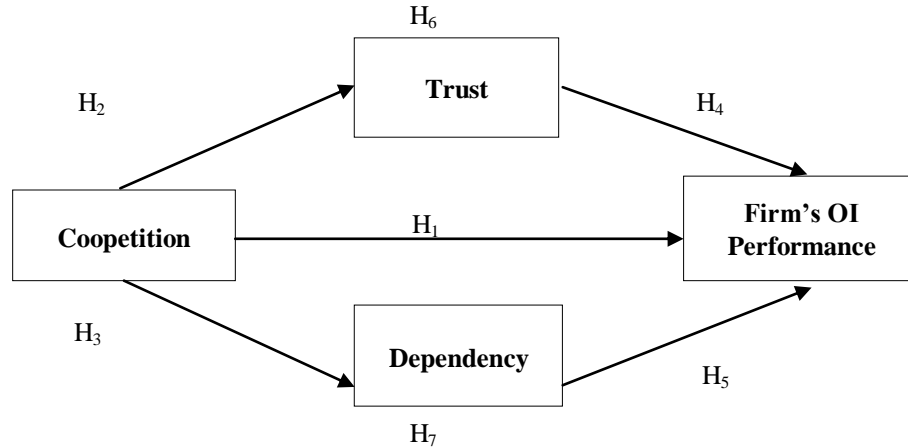 H₆
Trust
H₂
H₄
Coopetition
H₁
Firm's OI
Performance
H₃
Dependency
H₅
H₇